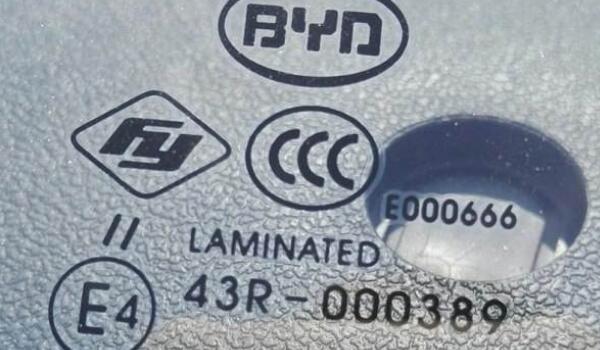 BYD
FY
CCC
E000666
//
LAMINATED
E4
43R-000389